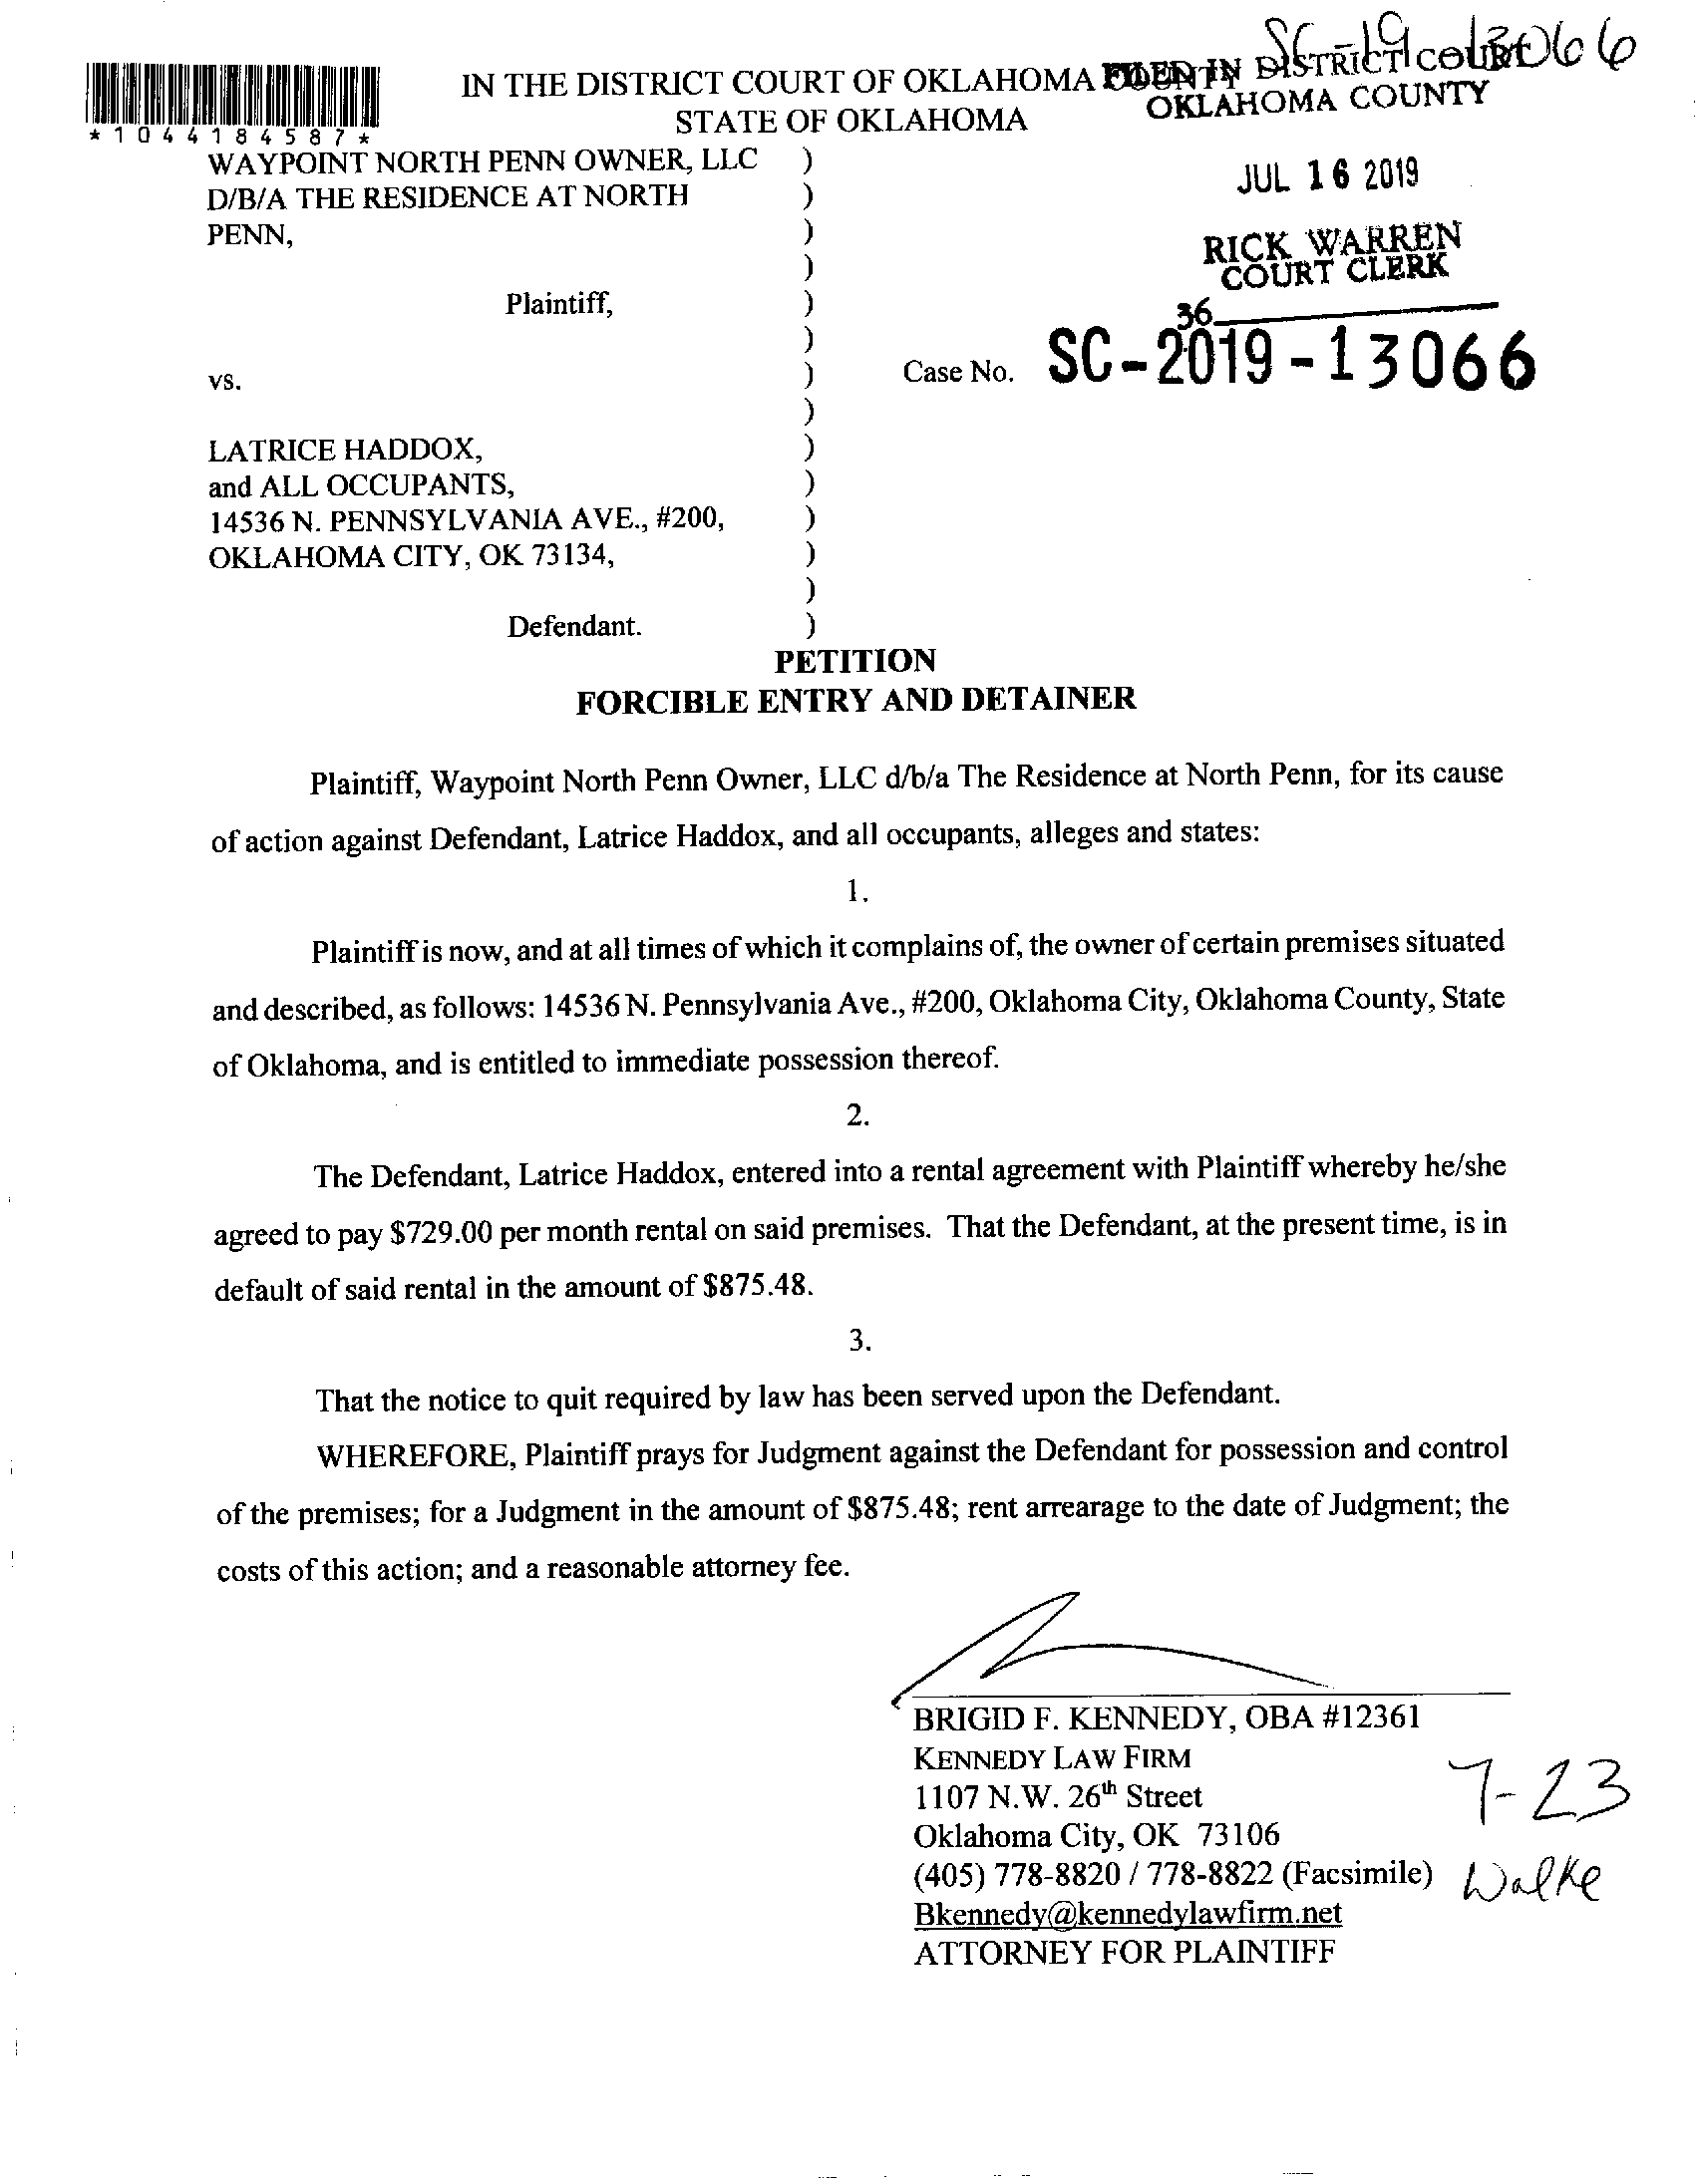 SC-19-13066
IN THE DISTRICT COURT OF OKLAHOMA COUNTY
STATE OF OKLAHOMA
FILED IN DISTRICT COURT
OKLAHOMA COUNTY
*1044184587*
JUL 16 2019
RICK WARREN
COURT CLERK
36
WAYPOINT NORTH PENN OWNER, LLC )
D/B/A THE RESIDENCE AT NORTH )
PENN, )
)
Plaintiff, )
)
vs. ) Case No. SC-2019-13066
)
LATRICE HADDOX, )
and ALL OCCUPANTS, )
14536 N. PENNSYLVANIA AVE., #200, )
OKLAHOMA CITY, OK 73134, )
)
Defendant. )
PETITION
FORCIBLE ENTRY AND DETAINER
Plaintiff, Waypoint North Penn Owner, LLC d/b/a The Residence at North Penn, for its cause
of action against Defendant, Latrice Haddox, and all occupants, alleges and states:
1.
Plaintiff is now, and at all times of which it complains of, the owner of certain premises situated
and described, as follows: 14536 N. Pennsylvania Ave., #200, Oklahoma City, Oklahoma County, State
of Oklahoma, and is entitled to immediate possession thereof.
2.
The Defendant, Latrice Haddox, entered into a rental agreement with Plaintiff whereby he/she
agreed to pay $729.00 per month rental on said premises. That the Defendant, at the present time, is in
default of said rental in the amount of $875.48.
3.
That the notice to quit required by law has been served upon the Defendant.
WHEREFORE, Plaintiff prays for Judgment against the Defendant for possession and control
of the premises; for a Judgment in the amount of $875.48; rent arrearage to the date of Judgment; the
costs of this action; and a reasonable attorney fee.
BRIGID F. KENNEDY, OBA #12361
KENNEDY LAW FIRM
1107 N.W. 26th Street
Oklahoma City, OK 73106
(405) 778-8820 / 778-8822 (Facsimile)
Bkennedy@kennedylawfirm.net
ATTORNEY FOR PLAINTIFF
7-23
Walke